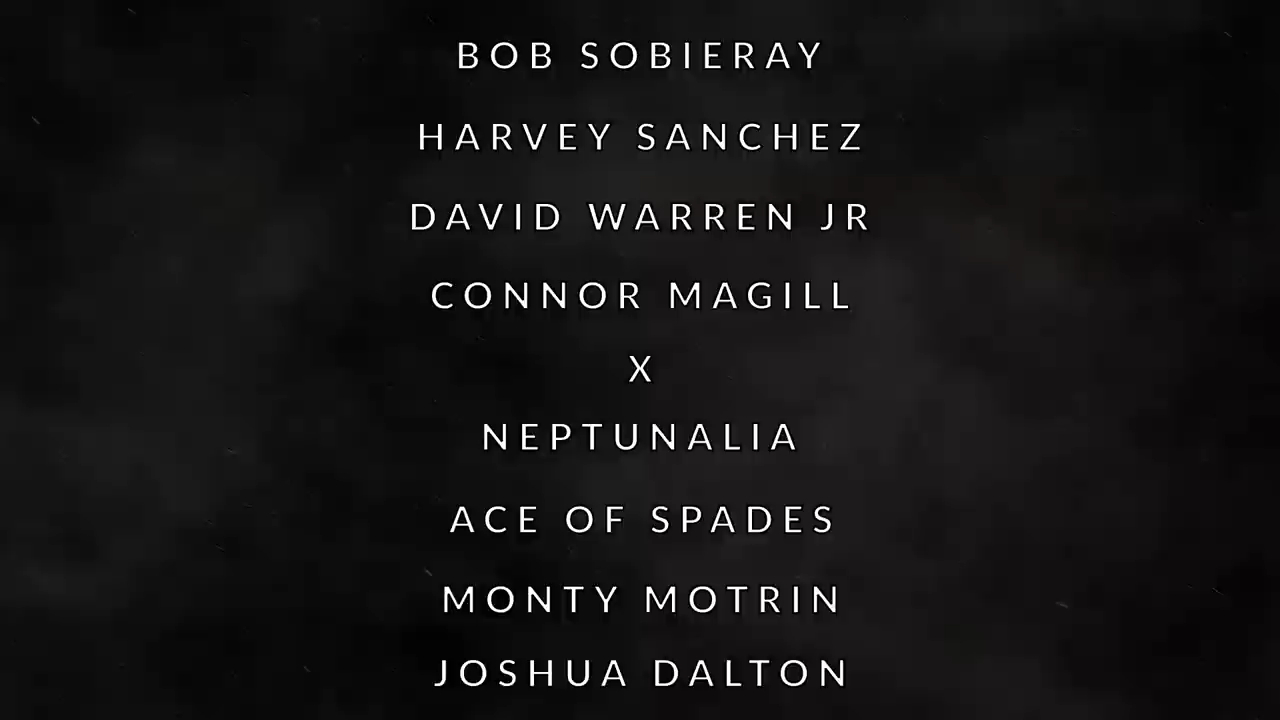 BOB SOBIERAY
HARVEY SANCHEZ
DAVID WARREN JR
CONNOR MAGILL
X
NEPTUNALIA
ACE OF SPADES
MONTY MOTRIN
JOSHUA DALTON